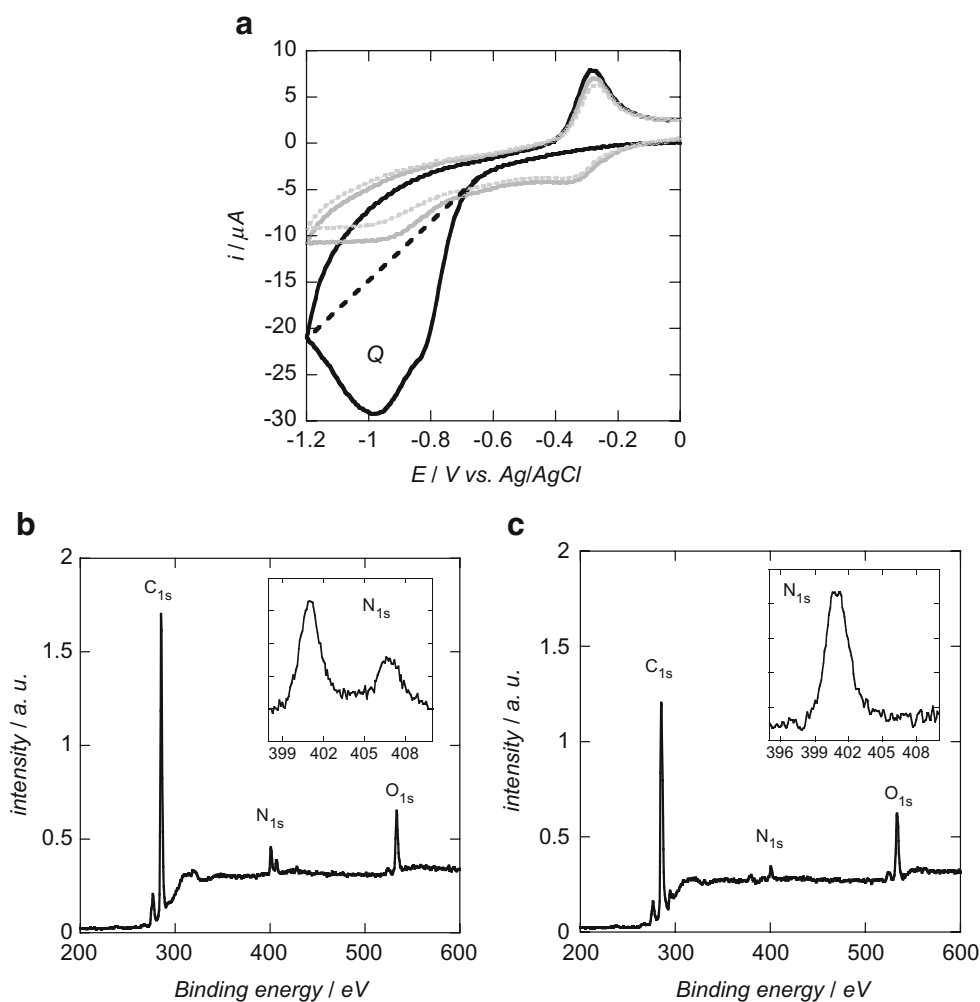 a
10
5
0
-5
-10
-15
-20
-25
-30
i / μA
Q
-1.2 -1 -0.8 -0.6 -0.4 -0.2 0
E / V vs. Ag/AgCl
b
2
1.5
1
0.5
0
intensity / a. u.
C1s
N1s
O1s
N1s
399 402 405 408
200 300 400 500 600
Binding energy / eV
c
2
1.5
1
0.5
0
intensity / a. u.
C1s
N1s
O1s
N1s
396 399 402 405 408
200 300 400 500 600
Binding energy / eV